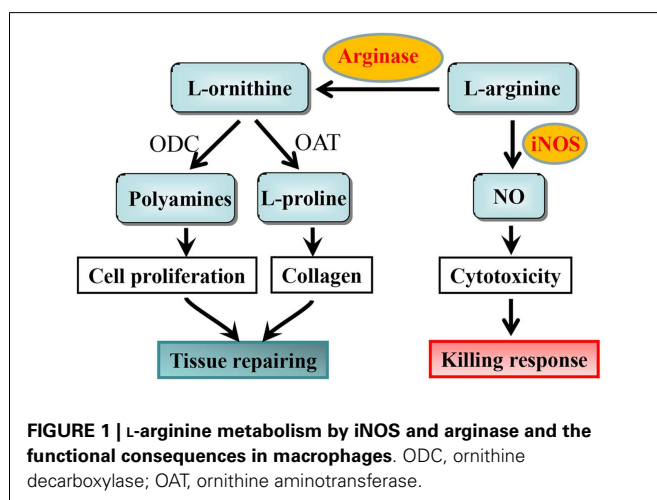 Arginase
L-ornithine
L-arginine
ODC
OAT
iNOS
Polyamines
L-proline
NO
Cell proliferation
Collagen
Cytotoxicity
Tissue repairing
Killing response
FIGURE 1 | L-arginine metabolism by iNOS and arginase and the
functional consequences in macrophages. ODC, ornithine
decarboxylase; OAT, ornithine aminotransferase.